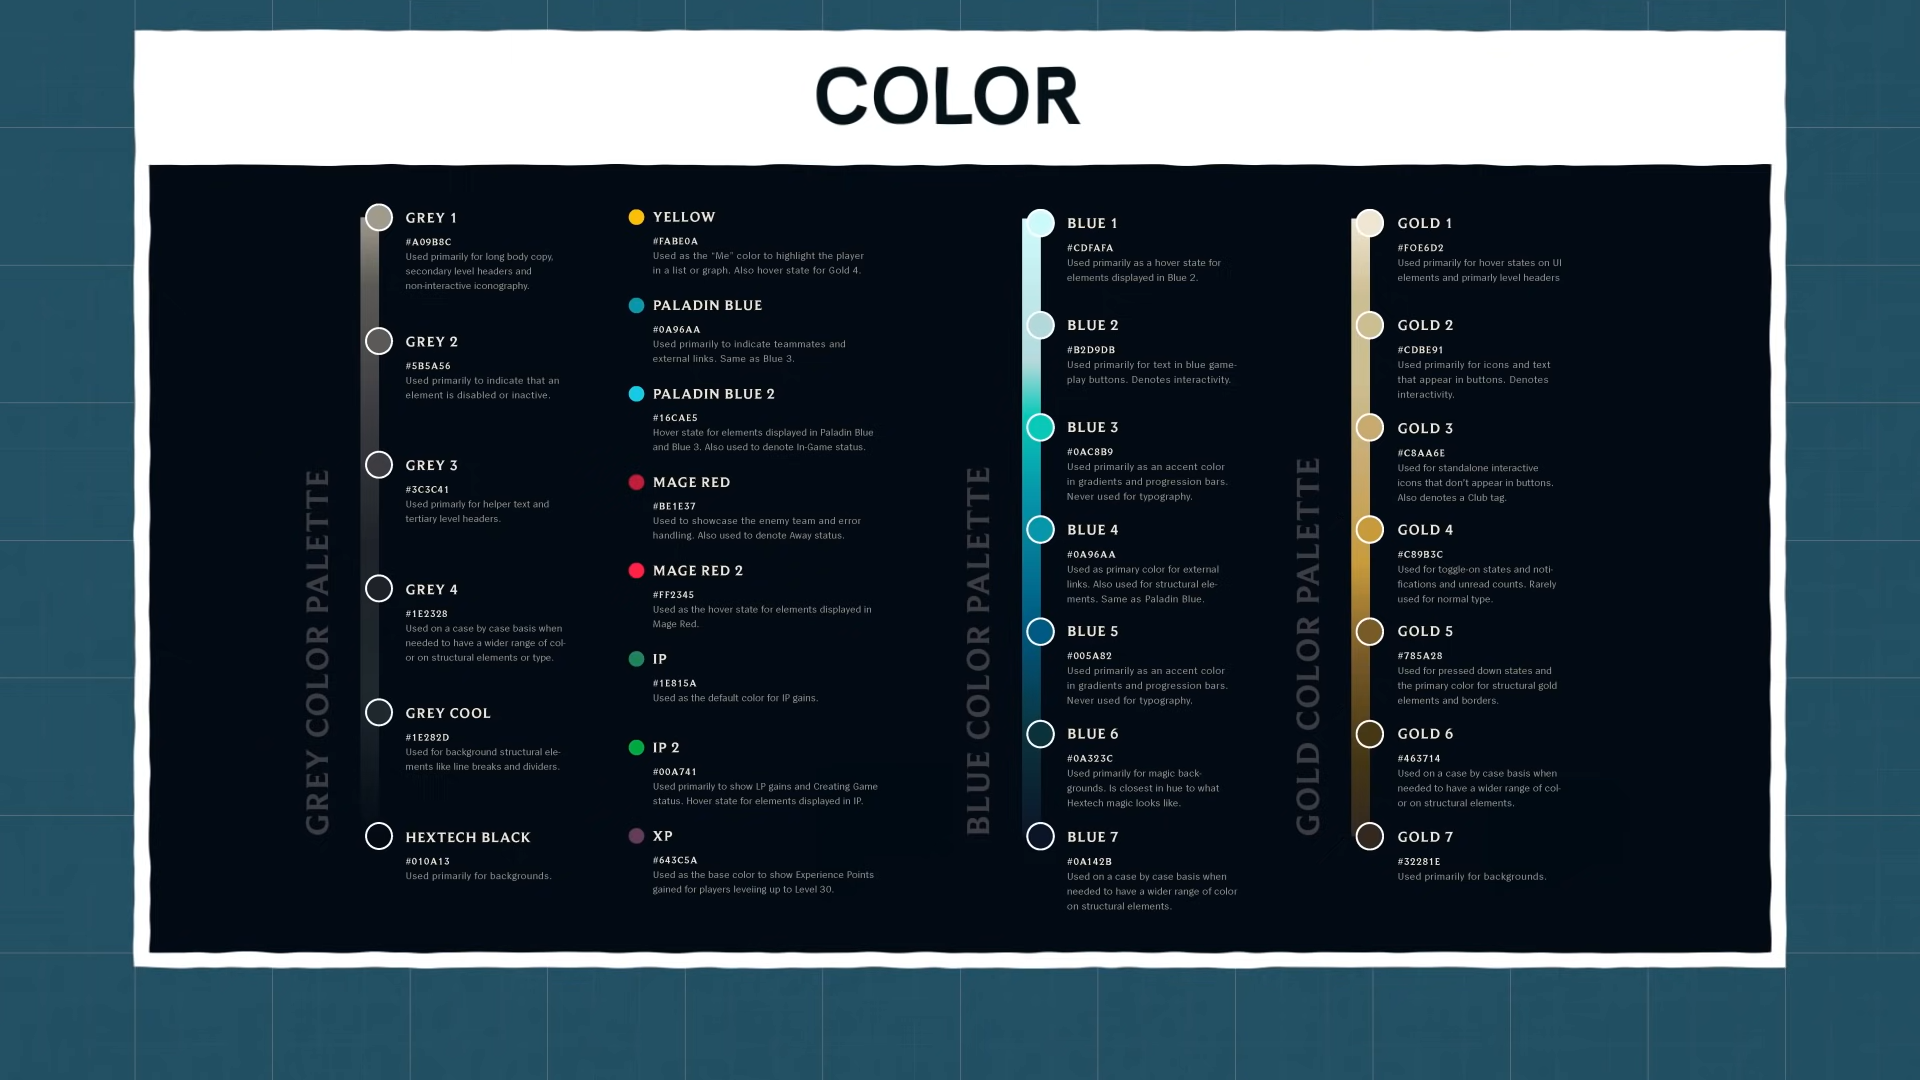 COLOR
GREY COLOR PALETTE
GREY 1
#A09B8C
Used primarily for long body copy,
secondary level headers and
non-interactive iconography.
GREY 2
#5B5A56
Used primarily to indicate that an
element is disabled or inactive.
GREY 3
#3C3C41
Used primarly for helper text and
tertiary level headers.
GREY 4
#1E2328
Used on a case by case basis when
needed to have a wider range of col-
or on structural elements or type.
GREY COOL
#1E282D
Used for background structural ele-
ments like line breaks and dividers.
HEXTECH BLACK
#010A13
Used primarily for backgrounds.
YELLOW
#FABE0A
Used as the “Me” color to highlight the player
in a list or graph. Also hover state for Gold 4.
PALADIN BLUE
#0A96AA
Used primarily to indicate teammates and
external links. Same as Blue 3.
PALADIN BLUE 2
#16CAE5
Hover state for elements displayed in Paladin Blue
and Blue 3. Also used to denote In-Game status.
MAGE RED
#BE1E37
Used to showcase the enemy team and error
handling. Also used to denote Away status.
MAGE RED 2
#FF2345
Used as the hover state for elements displayed in
Mage Red.
IP
#1E815A
Used as the default color for IP gains.
IP 2
#00A741
Used primarily to show LP gains and Creating Game
status. Hover state for elements displayed in IP.
XP
#643C5A
Used as the base color to show Experience Points
gained for players leveiing up to Level 30.
BLUE COLOR PALETTE
BLUE 1
#CDFAFA
Used primarily as a hover state for
elements displayed in Blue 2.
BLUE 2
#B2D9DB
Used primarily for text in blue game-
play buttons. Denotes interactivity.
BLUE 3
#0AC8B9
Used primarily as an accent color
in gradients and progression bars.
Never used for typography.
BLUE 4
#0A96AA
Used as primary color for external
links. Also used for structural ele-
ments. Same as Paladin Blue.
BLUE 5
#005A82
Used primarily as an accent color
in gradients and progression bars.
Never used for typography.
BLUE 6
#0A323C
Used primarily for magic back-
grounds. Is closest in hue to what
Hextech magic looks like.
BLUE 7
#0A142B
Used on a case by case basis when
needed to have a wider range of color
on structural elements.
GOLD COLOR PALETTE
GOLD 1
#F0E6D2
Used primarily for hover states on UI
elements and primarly level headers
GOLD 2
#CDBE91
Used primarily for icons and text
that appear in buttons. Denotes
interactivity.
GOLD 3
#C8AA6E
Used for standalone interactive
icons that don’t appear in buttons.
Also denotes a Club tag.
GOLD 4
#C89B3C
Used for toggle-on states and noti-
fications and unread counts. Rarely
used for normal type.
GOLD 5
#785A28
Used for pressed down states and
the primary color for structural gold
elements and borders.
GOLD 6
#463714
Used on a case by case basis when
needed to have a wider range of col-
or on structural elements.
GOLD 7
#32281E
Used primarily for backgrounds.